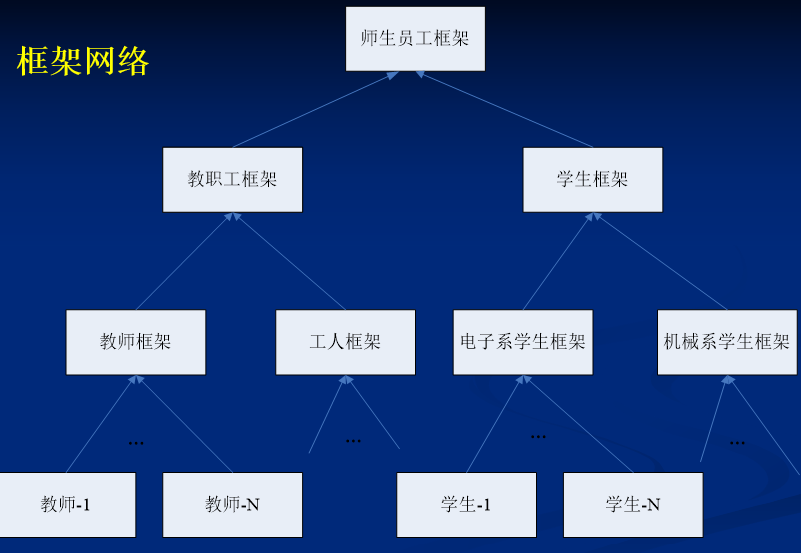 框架网络
师生员工框架
教职工框架
学生框架
教师框架
工人框架
电子系学生框架
机械系学生框架
...
...
...
...
教师-1
教师-N
学生-1
学生-N